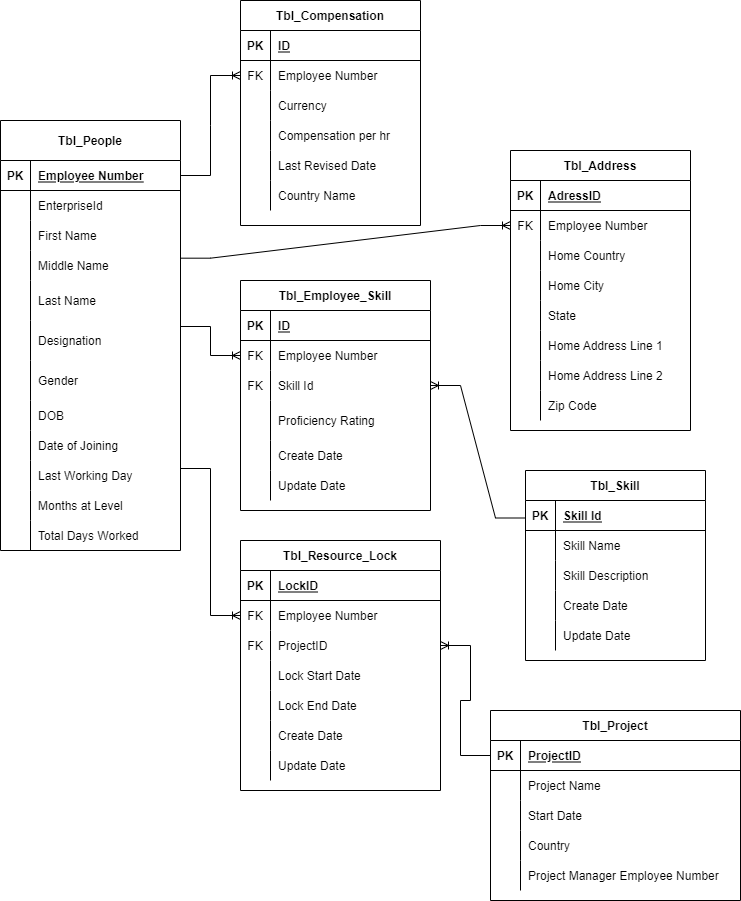 Tbl_Compensation
PK ID
FK Employee Number
Currency
Compensation per hr
Last Revised Date
Country Name
Tbl_People
PK Employee Number
EnterpriseId
First Name
Middle Name
Last Name
Designation
Gender
DOB
Date of Joining
Last Working Day
Months at Level
Total Days Worked
Tbl_Address
PK AdressID
FK Employee Number
Home Country
Home City
State
Home Address Line 1
Home Address Line 2
Zip Code
Tbl_Employee_Skill
PK ID
FK Employee Number
FK Skill Id
Proficiency Rating
Create Date
Update Date
Tbl_Skill
PK Skill Id
Skill Name
Skill Description
Create Date
Update Date
Tbl_Resource_Lock
PK LockID
FK Employee Number
FK ProjectID
Lock Start Date
Lock End Date
Create Date
Update Date
Tbl_Project
PK ProjectID
Project Name
Start Date
Country
Project Manager Employee Number